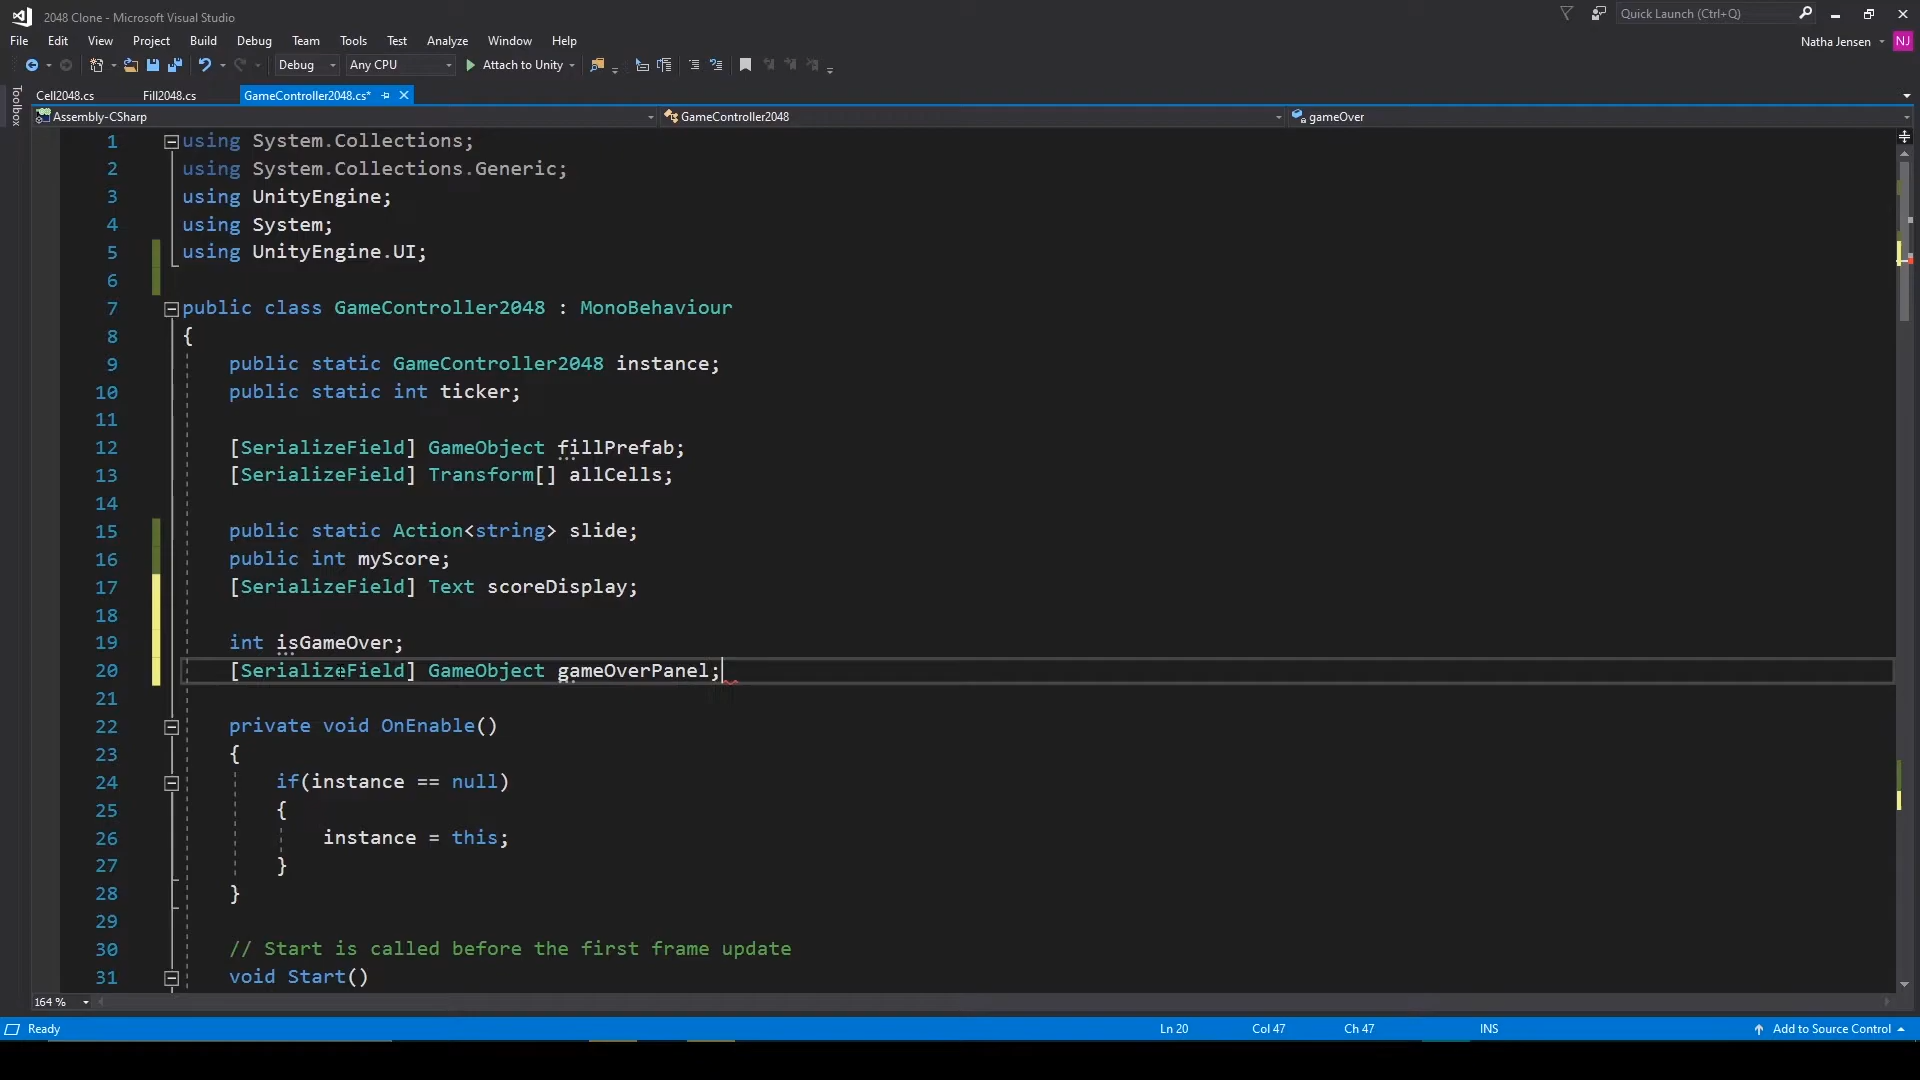 2048 Clone - Microsoft Visual Studio
Quick Launch (Ctrl+Q)
File Edit View Project Build Debug Team Tools Test Analyze Window Help
Natha Jensen NJ
Debug Any CPU Attach to Unity
Toolbox
Cell2048.cs Fill2048.cs GameController2048.cs*
Assembly-CSharp GameController2048 gameOver
1 using System.Collections;
2 using System.Collections.Generic;
3 using UnityEngine;
4 using System;
5 using UnityEngine.UI;
6
7 public class GameController2048 : MonoBehaviour
8 {
9 public static GameController2048 instance;
10 public static int ticker;
11
12 [SerializeField] GameObject fillPrefab;
13 [SerializeField] Transform[] allCells;
14
15 public static Action<string> slide;
16 public int myScore;
17 [SerializeField] Text scoreDisplay;
18
19 int isGameOver;
20 [SerializeField] GameObject gameOverPanel;
21
22 private void OnEnable()
23 {
24 if(instance == null)
25 {
26 instance = this;
27 }
28 }
29
30 // Start is called before the first frame update
31 void Start()
164 %
Ready Ln 20 Col 47 Ch 47 INS Add to Source Control